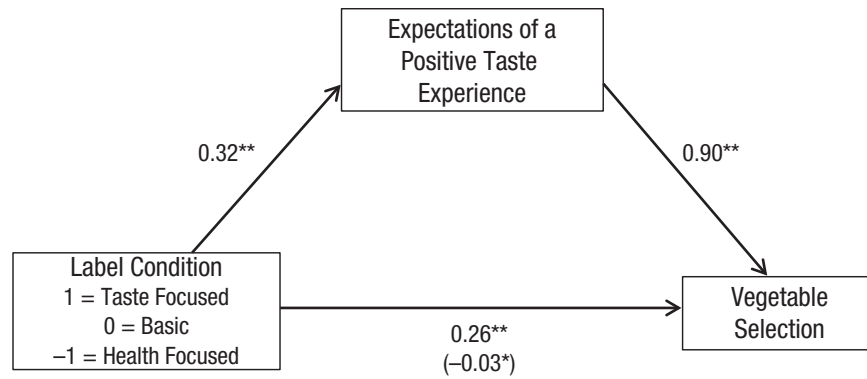 Expectations of a
Positive Taste
Experience
0.32**
0.90**
Label Condition
1 = Taste Focused
0 = Basic
–1 = Health Focused
0.26**
(–0.03*)
Vegetable
Selection